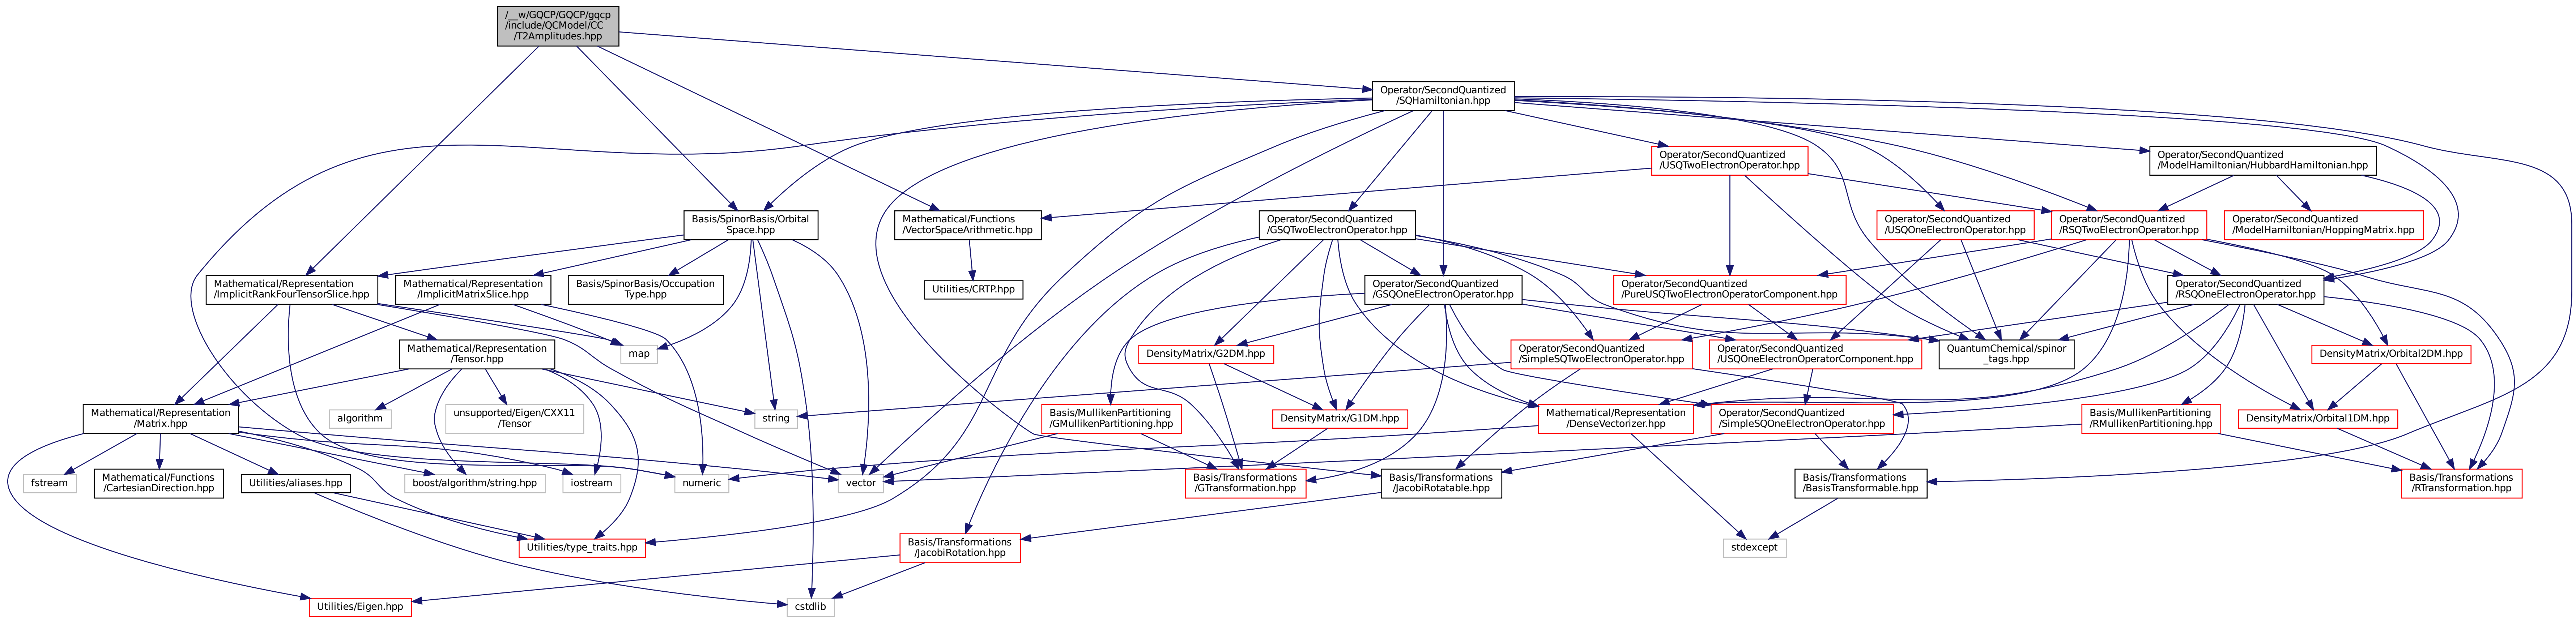 /__w/GQCP/GQCP/gqcp
/include/QCModel/CC
/T2Amplitudes.hpp
Operator/SecondQuantized
/SQHamiltonian.hpp
Operator/SecondQuantized
/USQTwoElectronOperator.hpp
Operator/SecondQuantized
/ModelHamiltonian/HubbardHamiltonian.hpp
Basis/SpinorBasis/Orbital
Space.hpp
Mathematical/Functions
/VectorSpaceArithmetic.hpp
Operator/SecondQuantized
/GSQTwoElectronOperator.hpp
Operator/SecondQuantized
/USQOneElectronOperator.hpp
Operator/SecondQuantized
/RSQTwoElectronOperator.hpp
Operator/SecondQuantized
/ModelHamiltonian/HoppingMatrix.hpp
Mathematical/Representation
/ImplicitRankFourTensorSlice.hpp
Mathematical/Representation
/ImplicitMatrixSlice.hpp
Basis/SpinorBasis/Occupation
Type.hpp
Utilities/CRTP.hpp
Operator/SecondQuantized
/GSQOneElectronOperator.hpp
Operator/SecondQuantized
/PureUSQTwoElectronOperatorComponent.hpp
Operator/SecondQuantized
/RSQOneElectronOperator.hpp
Mathematical/Representation
/Tensor.hpp
map
DensityMatrix/G2DM.hpp
Operator/SecondQuantized
/SimpleSQTwoElectronOperator.hpp
Operator/SecondQuantized
/USQOneElectronOperatorComponent.hpp
QuantumChemical/spinor
_tags.hpp
DensityMatrix/Orbital2DM.hpp
Mathematical/Representation
/Matrix.hpp
algorithm
unsupported/Eigen/CXX11
/Tensor
string
Basis/MullikenPartitioning
/GMullikenPartitioning.hpp
DensityMatrix/G1DM.hpp
Mathematical/Representation
/DenseVectorizer.hpp
Operator/SecondQuantized
/SimpleSQOneElectronOperator.hpp
Basis/MullikenPartitioning
/RMullikenPartitioning.hpp
DensityMatrix/Orbital1DM.hpp
fstream
Mathematical/Functions
/CartesianDirection.hpp
Utilities/aliases.hpp
boost/algorithm/string.hpp
iostream
numeric
vector
Basis/Transformations
/GTransformation.hpp
Basis/Transformations
/JacobiRotatable.hpp
Basis/Transformations
/BasisTransformable.hpp
Basis/Transformations
/RTransformation.hpp
Utilities/type_traits.hpp
Basis/Transformations
/JacobiRotation.hpp
stdexcept
Utilities/Eigen.hpp
cstdlib